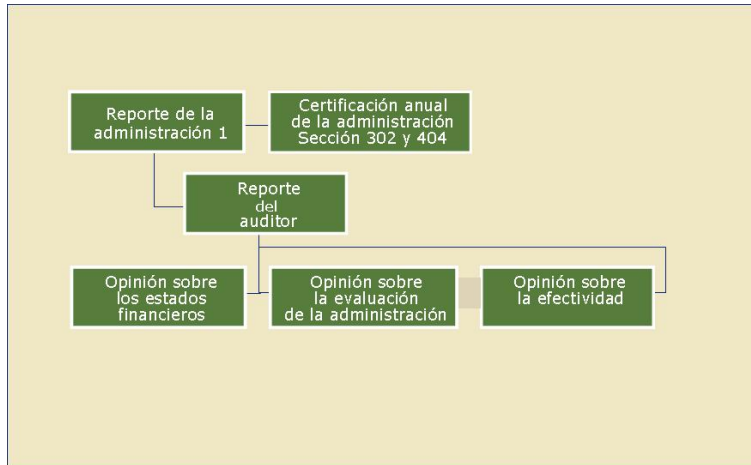 Reporte de la
administración 1
Certificación anual
de la administración
Sección 302 y 404
Reporte
del
auditor
Opinión sobre
los estados
financieros
Opinión sobre
la evaluación
de la administración
Opinión sobre
la efectividad